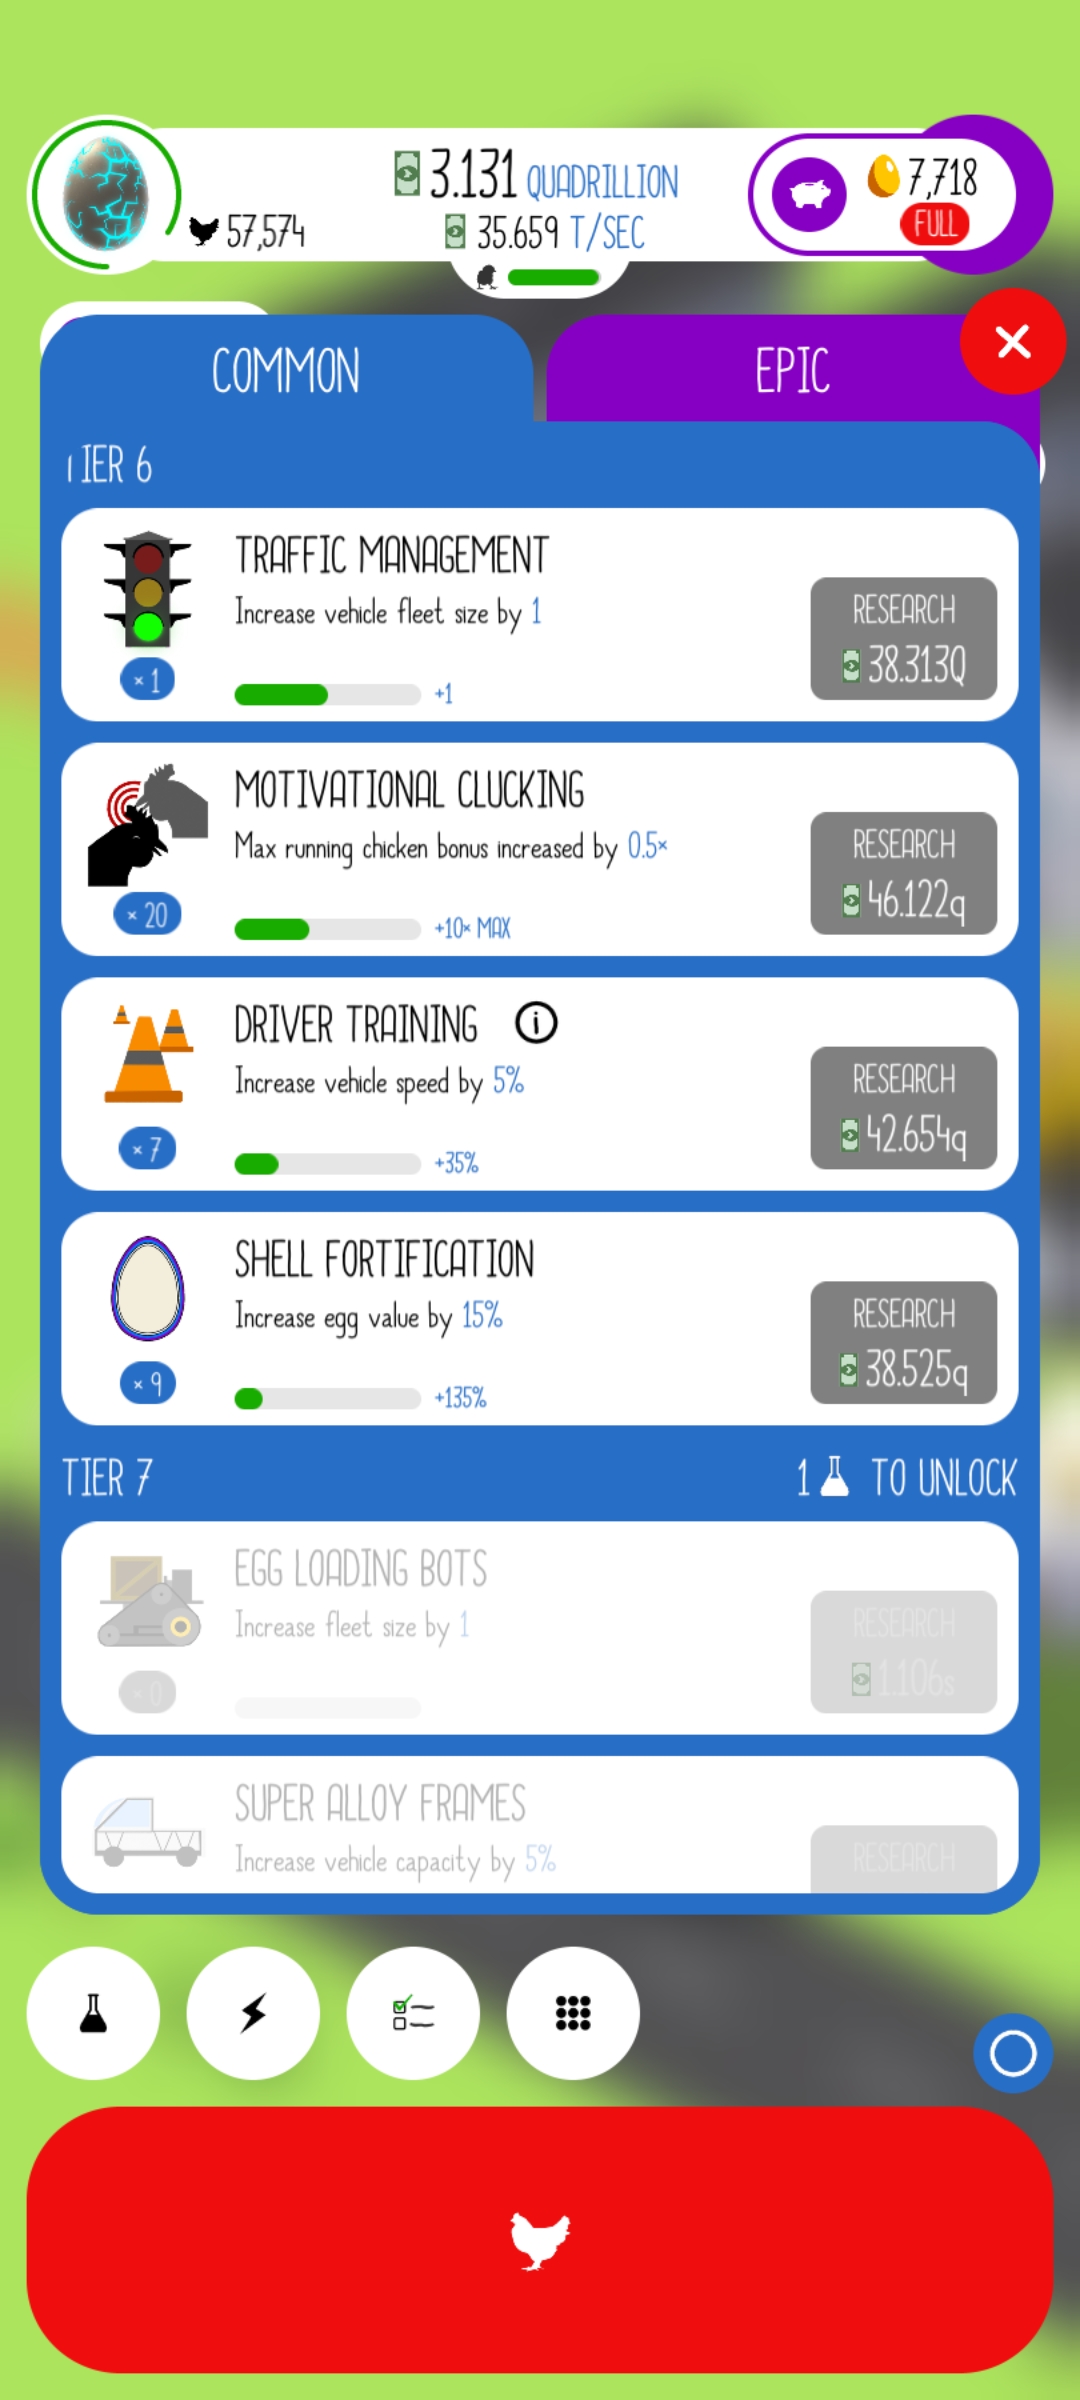 3.131 QUADRILLION
7,718
57,574
35.659 T/SEC
FULL
COMMON
EPIC
TIER 6
TRAFFIC MANAGEMENT
Increase vehicle fleet size by 1
RESEARCH
38.313Q
× 1
+1
MOTIVATIONAL CLUCKING
Max running chicken bonus increased by 0.5×
RESEARCH
46.122q
× 20
+10× MAX
DRIVER TRAINING
Increase vehicle speed by 5%
RESEARCH
42.654q
× 7
+35%
SHELL FORTIFICATION
Increase egg value by 15%
RESEARCH
38.525q
× 9
+135%
TIER 7
1 TO UNLOCK
EGG LOADING BOTS
Increase fleet size by 1
RESEARCH
1.106s
× 0
SUPER ALLOY FRAMES
Increase vehicle capacity by 5%
RESEARCH